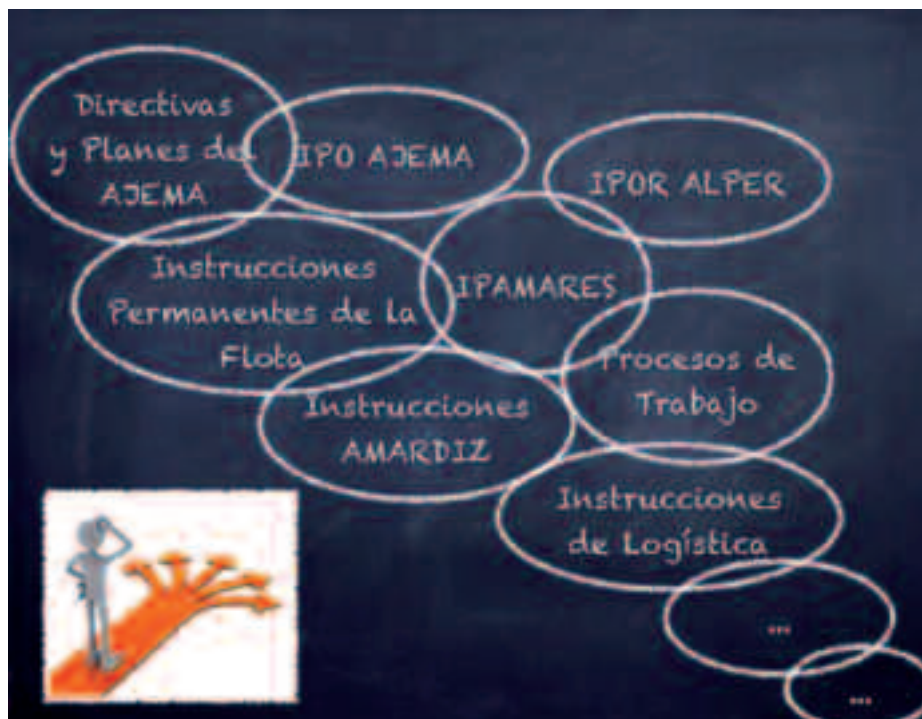 Directivas
y Planes del
AJEMA
IPO AJEMA
IPOR ALPER
Instrucciones
Permanentes de la
Flota
IPAMARES
Procesos de
Trabajo
Instrucciones
AMARDIZ
Instrucciones
de Logística
...
...